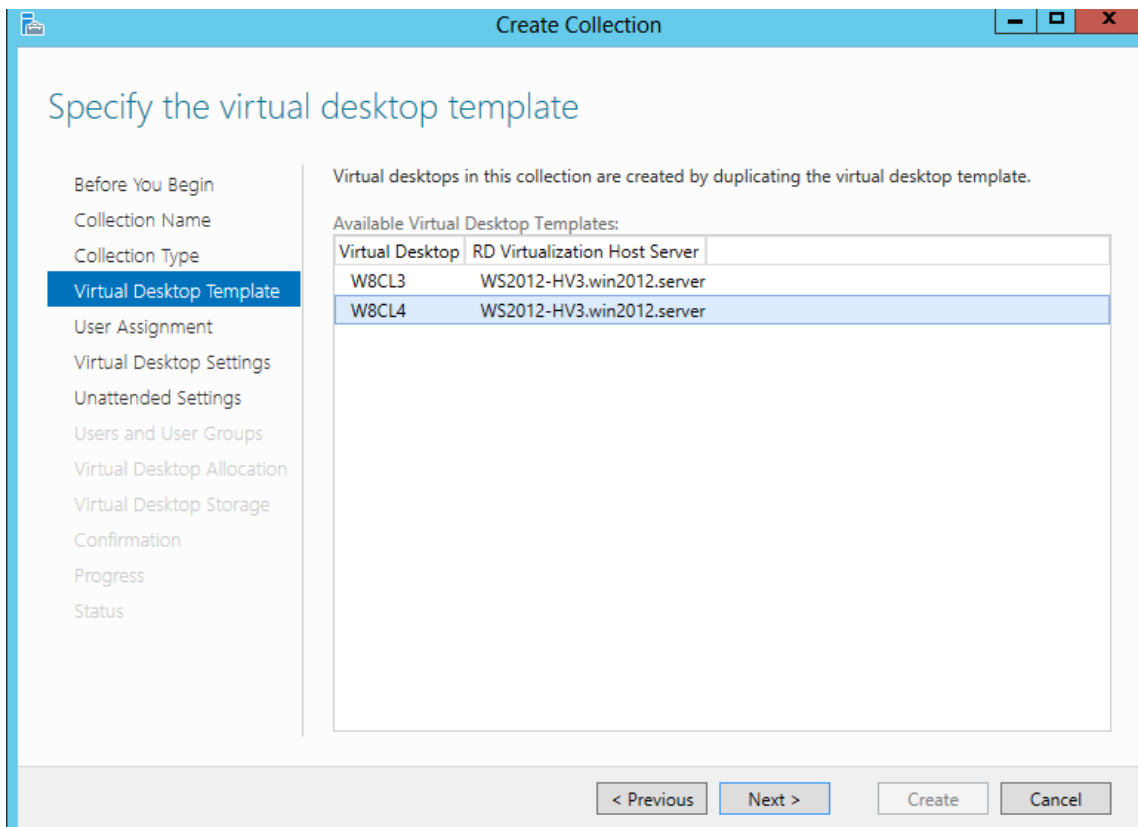 Create Collection
Specify the virtual desktop template
Before You Begin
Collection Name
Collection Type
Virtual Desktop Template
User Assignment
Virtual Desktop Settings
Unattended Settings
Users and User Groups
Virtual Desktop Allocation
Virtual Desktop Storage
Confirmation
Progress
Status
Virtual desktops in this collection are created by duplicating the virtual desktop template.
Available Virtual Desktop Templates:
Virtual Desktop RD Virtualization Host Server
W8CL3 WS2012-HV3.win2012.server
W8CL4 WS2012-HV3.win2012.server
< Previous Next > Create Cancel